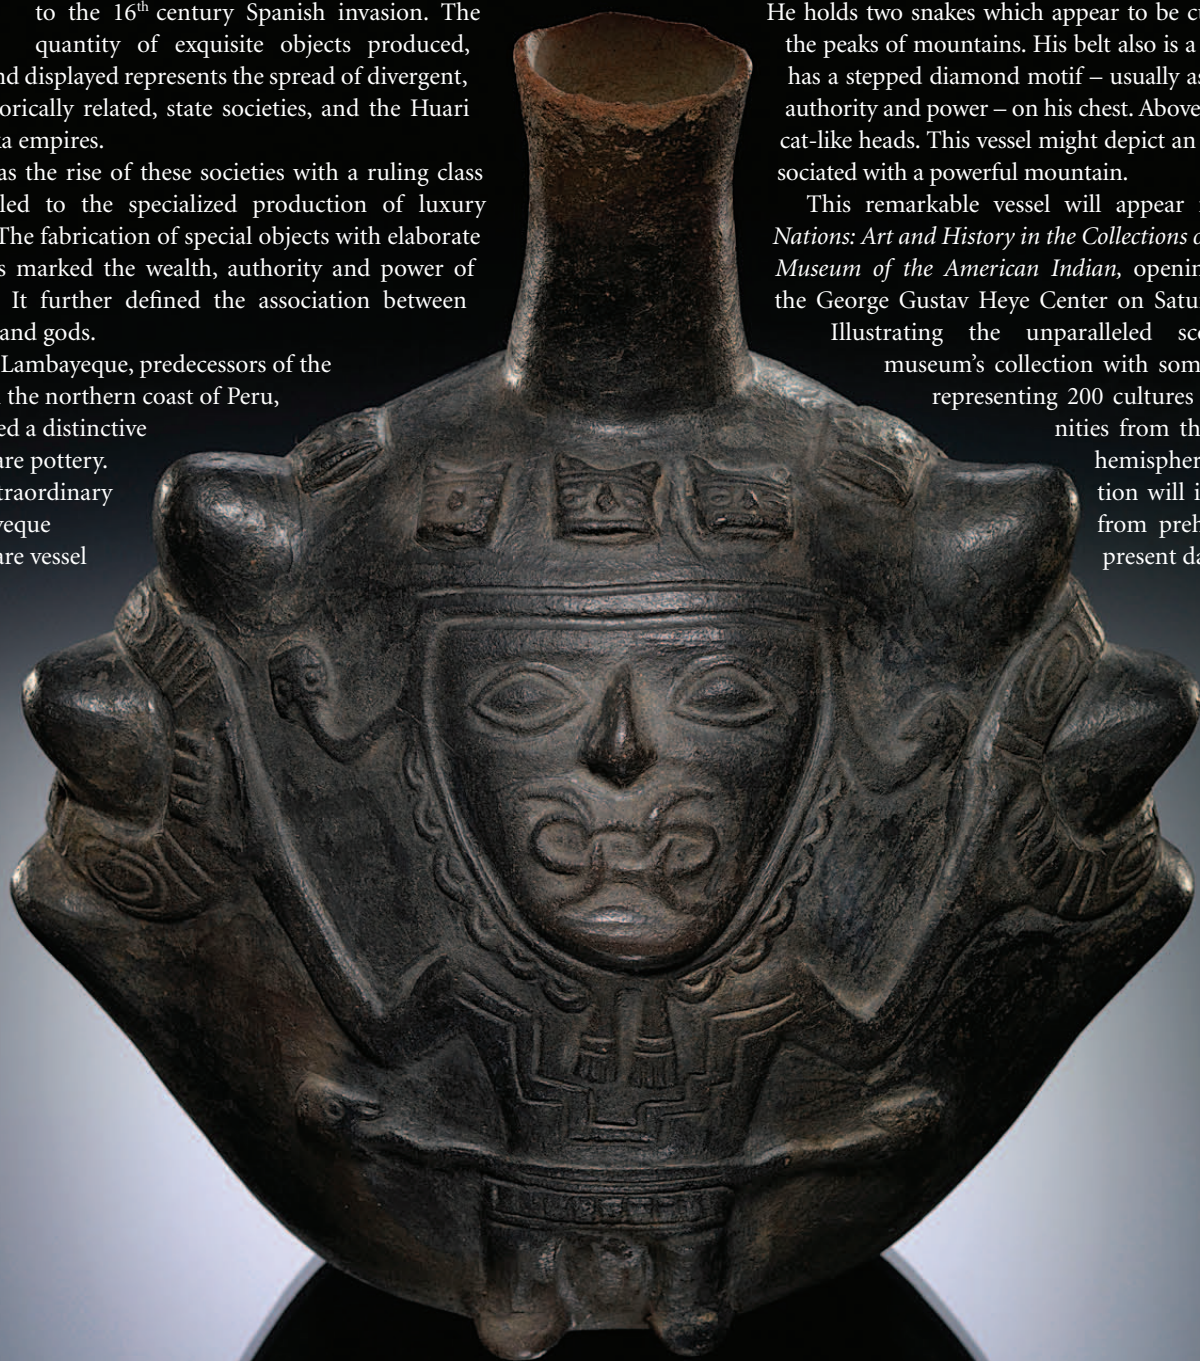 to the 16th century Spanish invasion. The
quantity of exquisite objects produced,
nd displayed represents the spread of divergent,
orically related, state societies, and the Huari
ka empires.
as the rise of these societies with a ruling class
led to the specialized production of luxury
The fabrication of special objects with elaborate
s marked the wealth, authority and power of
It further defined the association between
and gods.
Lambayeque, predecessors of the
the northern coast of Peru,
ed a distinctive
are pottery.
traordinary
yeque
are vessel
He holds two snakes which appear to be c
the peaks of mountains. His belt also is a
has a stepped diamond motif – usually as
authority and power – on his chest. Above
cat-like heads. This vessel might depict an
sociated with a powerful mountain.
This remarkable vessel will appear
Nations: Art and History in the Collections
Museum of the American Indian, openin
the George Gustav Heye Center on Satu
Illustrating the unparalleled sc
museum’s collection with som
representing 200 cultures
nities from th
hemispher
tion will i
from preh
present da